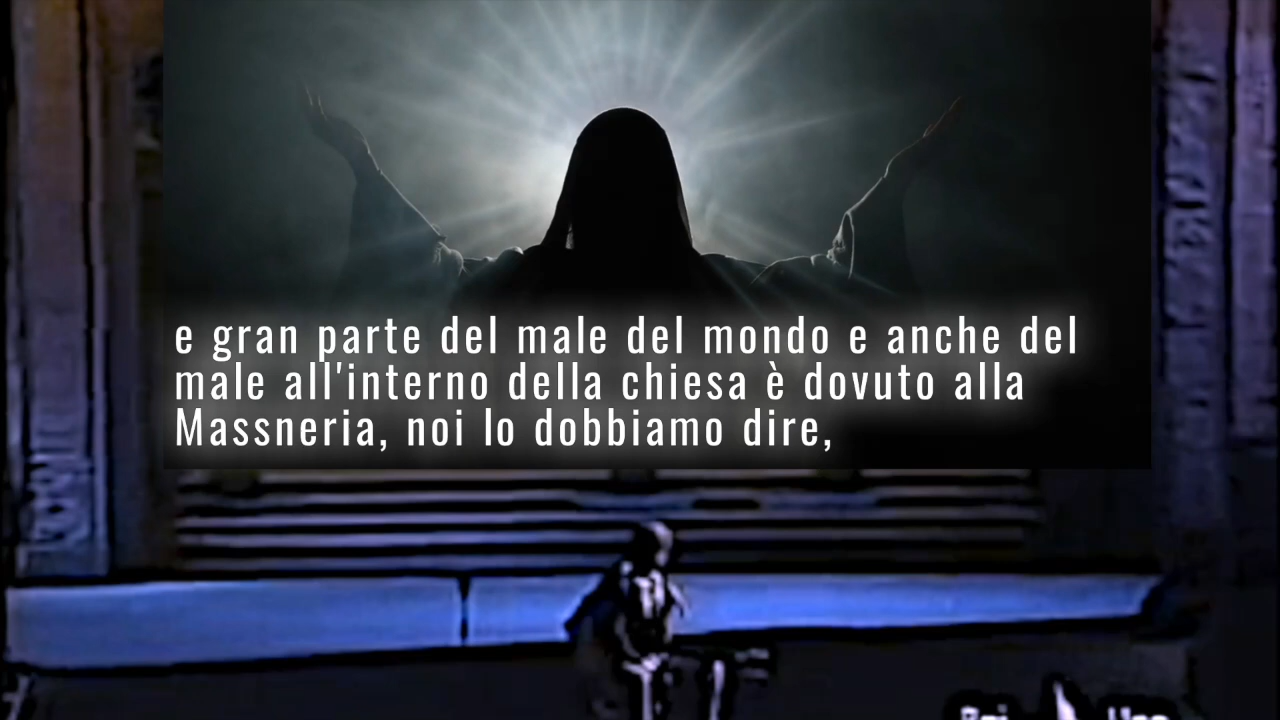 e gran parte del male del mondo e anche del
male all'interno della chiesa è dovuto alla
Massneria, noi lo dobbiamo dire,